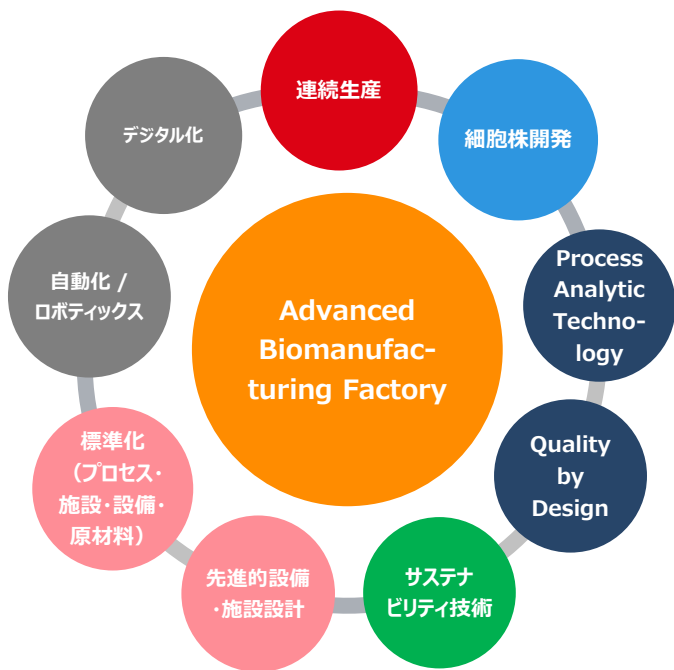 連続生産
細胞株開発
Process
Analytic
Techno-
logy
Quality
by
Design
サステナ
ビリティ技術
先進的設備
・施設設計
標準化
（プロセス・
施設・設備・
原材料）
自動化 /
ロボティックス
デジタル化
Advanced
Biomanufac-
turing Factory